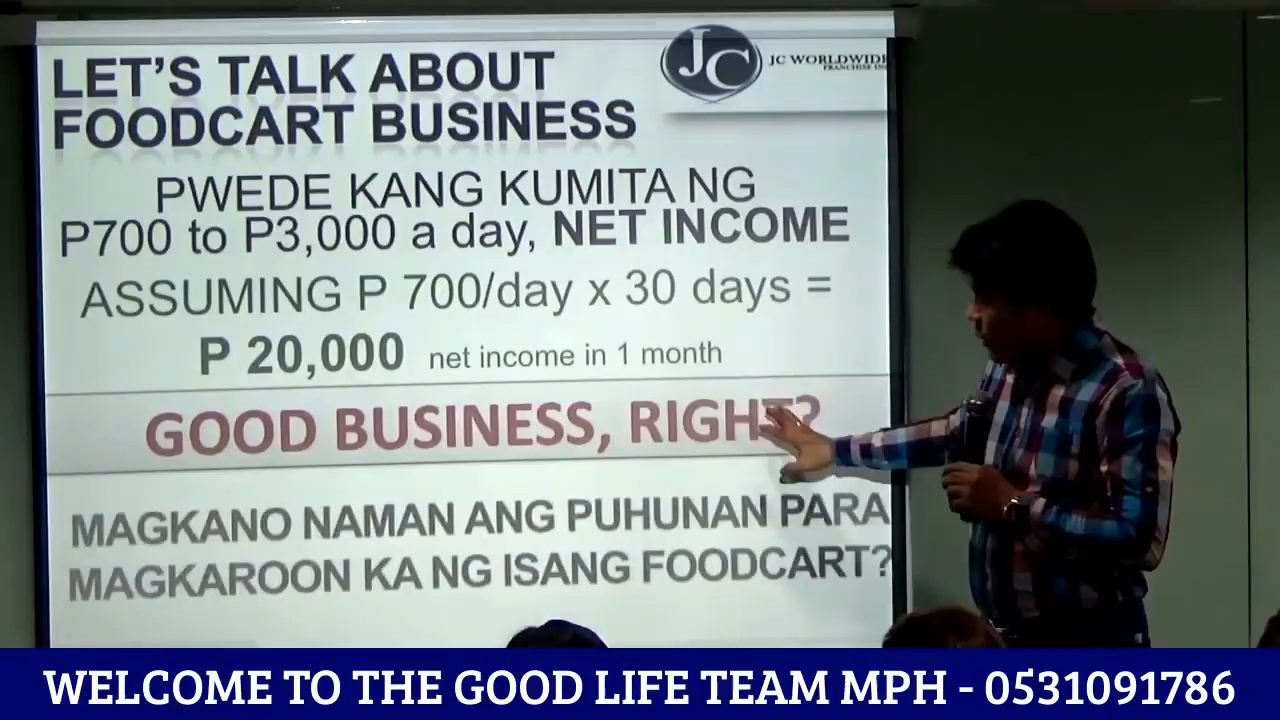 LET'S TALK ABOUT
FOODCART BUSINESS
JC
JC WORLDWIDE
FRANCHISE IN
PWEDE KANG KUMITA NG
P700 to P3,000 a day, NET INCOME
ASSUMING P 700/day x 30 days =
P 20,000 net income in 1 month
GOOD BUSINESS, RIGHT?
MAGKANO NAMAN ANG PUHUNAN PARA
MAGKAROON KA NG ISANG FOODCART?
WELCOME TO THE GOOD LIFE TEAM MPH - 0531091786